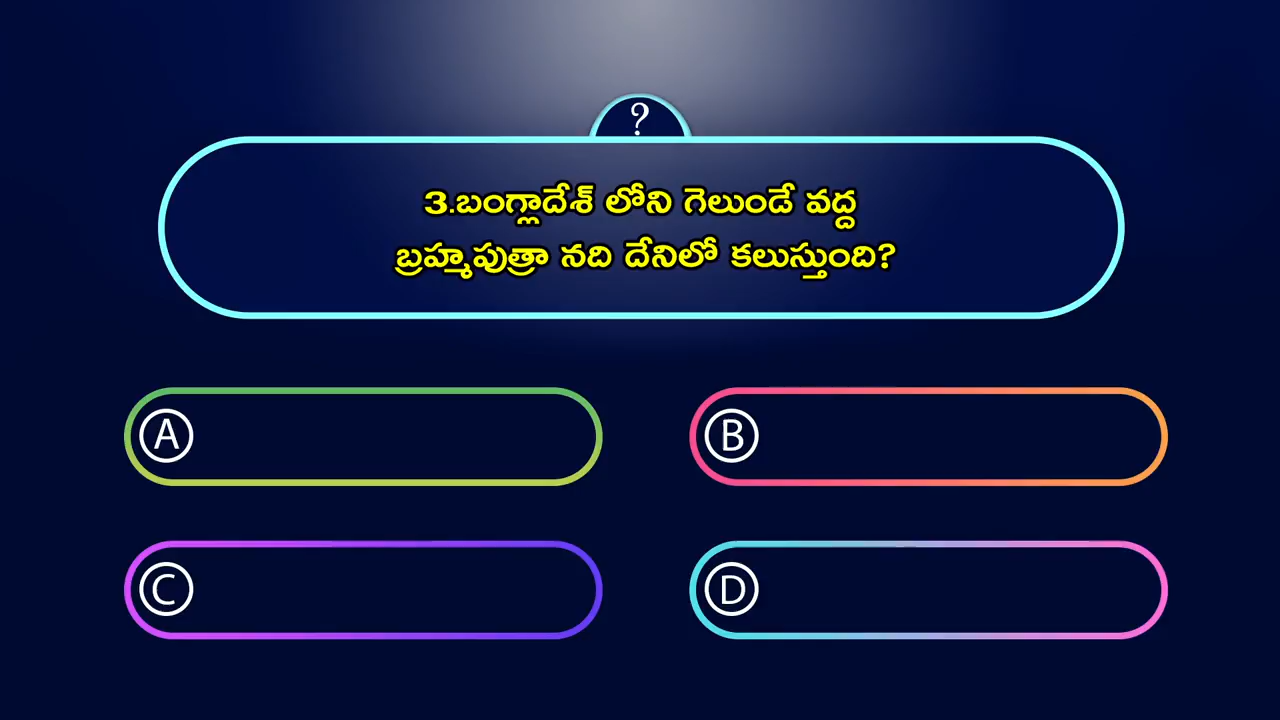 ?
3.బంగ్లాదేశ్ లోని గెలుండే వద్ద
బ్రహ్మపుత్రా నది దేనిలో కలుస్తుంది?
A
B
C
D